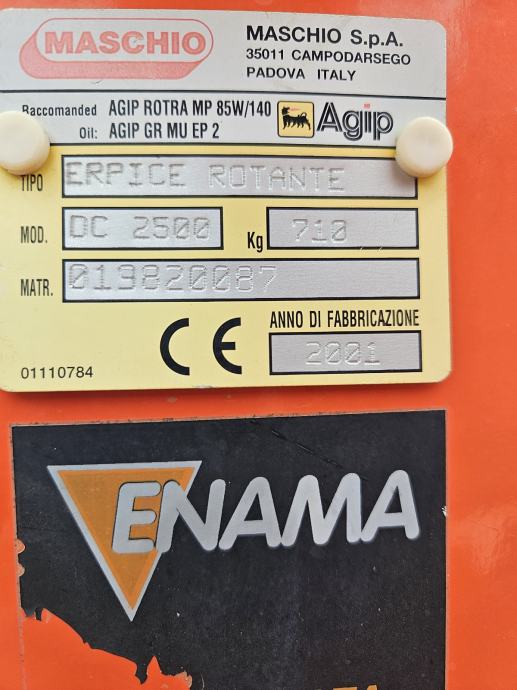 MASCHIO
MASCHIO S.p.A.
35011 CAMPODARSEGO
PADOVA ITALY
Raccomanded AGIP ROTRA MP 85W/140
Oil: AGIP GR MU EP 2
Agip
TIPO ERPICE ROTANTE
MOD. DC 2500 Kg 710
MATR. 019820087
CE
ANNO DI FABBRICAZIONE
2001
01110784
ENAMA